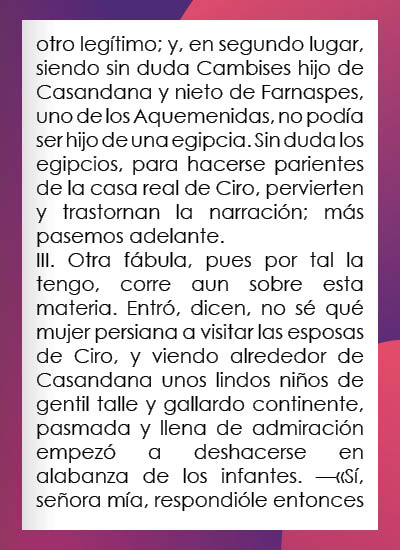 otro legítimo; y, en segundo lugar,
siendo sin duda Cambises hijo de
Casandana y nieto de Farnaspes,
uno de los Aquemenidas, no podía
ser hijo de una egipcia. Sin duda los
egipcios, para hacerse parientes
de la casa real de Ciro, pervierten
y trastornan la narración; más
pasemos adelante.
III. Otra fábula, pues por tal la
tengo, corre aun sobre esta
materia. Entró, dicen, no sé qué
mujer persiana a visitar las esposas
de Ciro, y viendo alrededor de
Casandana unos lindos niños de
gentil talle y gallardo continente,
pasmada y llena de admiración
empezó a deshacerse en
alabanza de los infantes. —«Sí,
señora mía, respondióle entonces